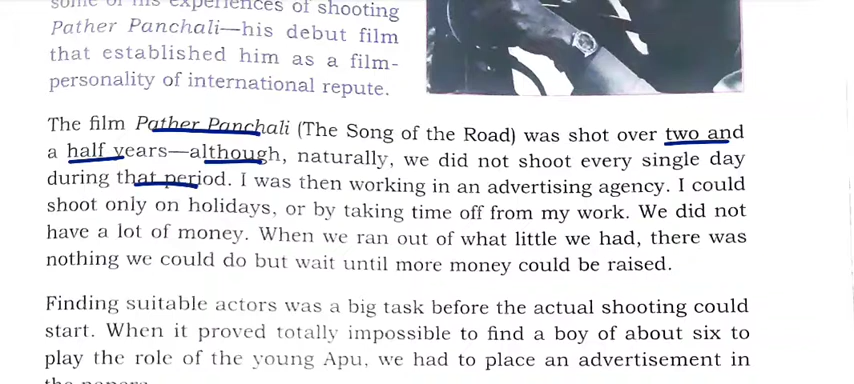 some of his experiences of shooting
Pather Panchali—his debut film
that established him as a film-
personality of international repute.
The film Pather Panchali (The Song of the Road) was shot over two and
a half years—although, naturally, we did not shoot every single day
during that period. I was then working in an advertising agency. I could
shoot only on holidays, or by taking time off from my work. We did not
have a lot of money. When we ran out of what little we had, there was
nothing we could do but wait until more money could be raised.
Finding suitable actors was a big task before the actual shooting could
start. When it proved totally impossible to find a boy of about six to
play the role of the young Apu, we had to place an advertisement in
the papers